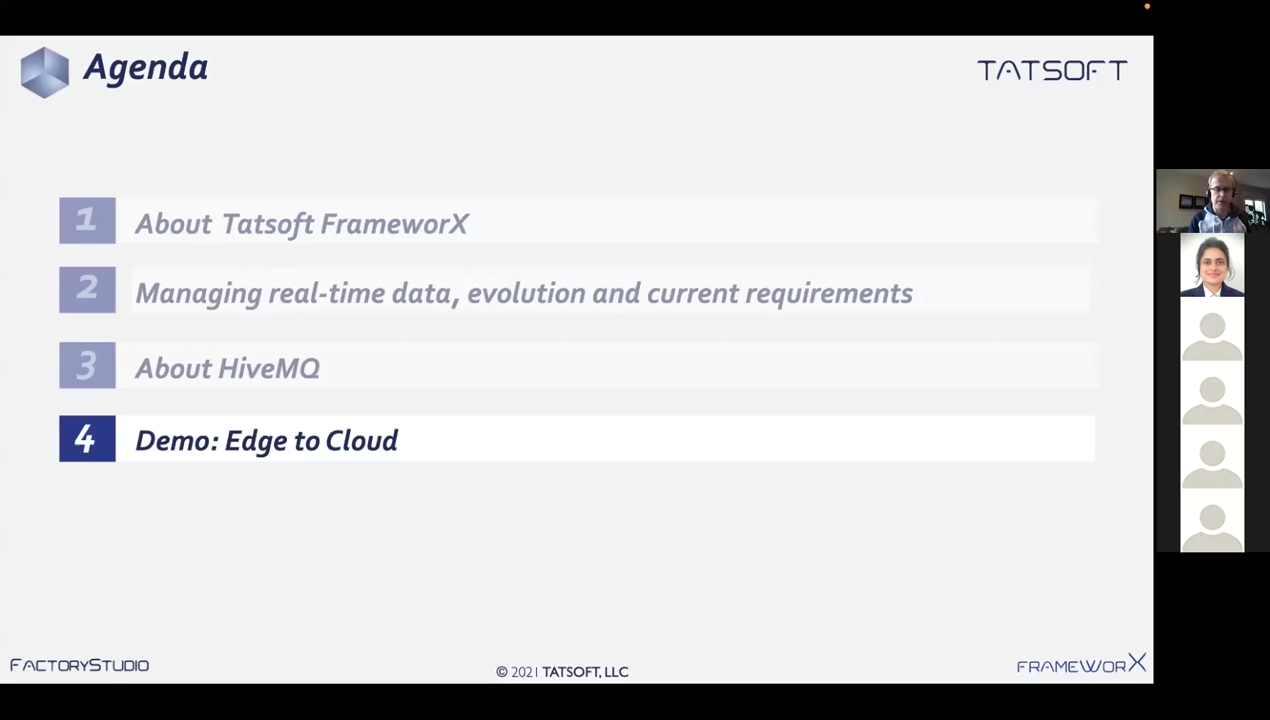 Agenda
TATSOFT
1 About Tatsoft FrameworX
2 Managing real-time data, evolution and current requirements
3 About HiveMQ
4 Demo: Edge to Cloud
FACTORYSTUDIO
© 2021 TATSOFT, LLC
FRAMEWORX